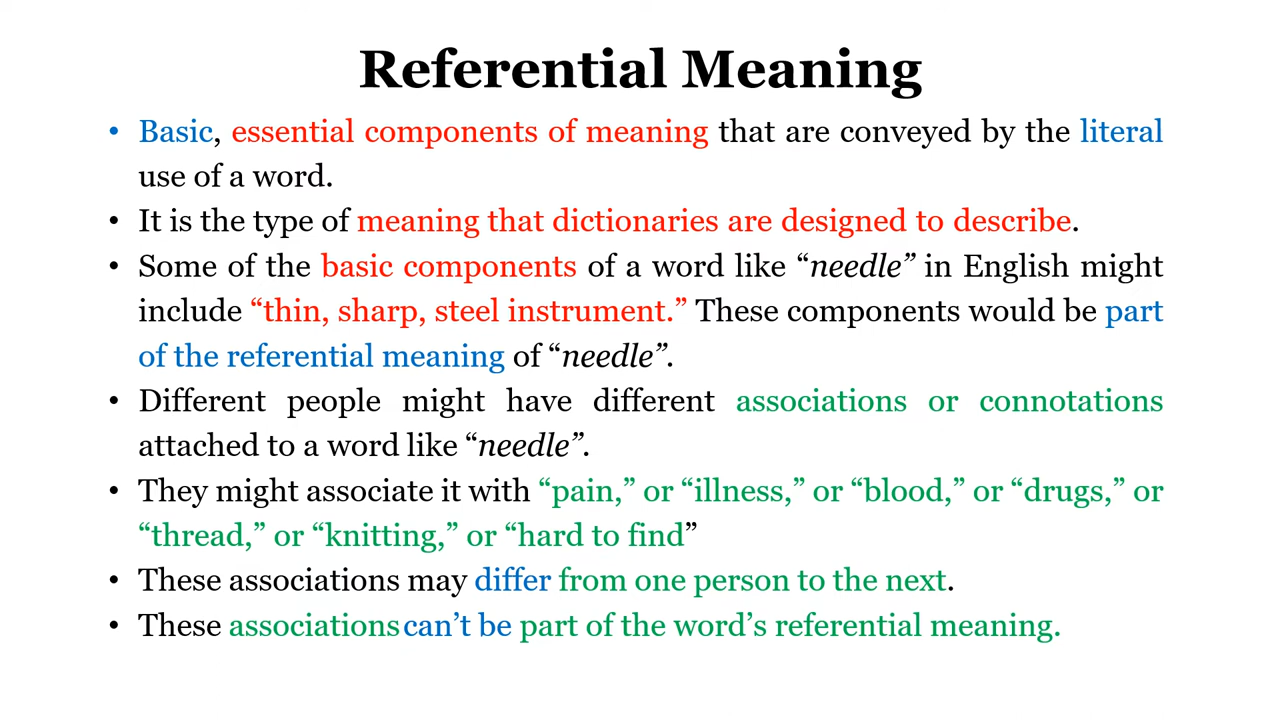 Referential Meaning
• Basic, essential components of meaning that are conveyed by the literal
use of a word.
• It is the type of meaning that dictionaries are designed to describe.
• Some of the basic components of a word like “needle” in English might
include “thin, sharp, steel instrument.” These components would be part
of the referential meaning of “needle”.
• Different people might have different associations or connotations
attached to a word like “needle”.
• They might associate it with “pain,” or “illness,” or “blood,” or “drugs,” or
“thread,” or “knitting,” or “hard to find”
• These associations may differ from one person to the next.
• These associations can’t be part of the word’s referential meaning.